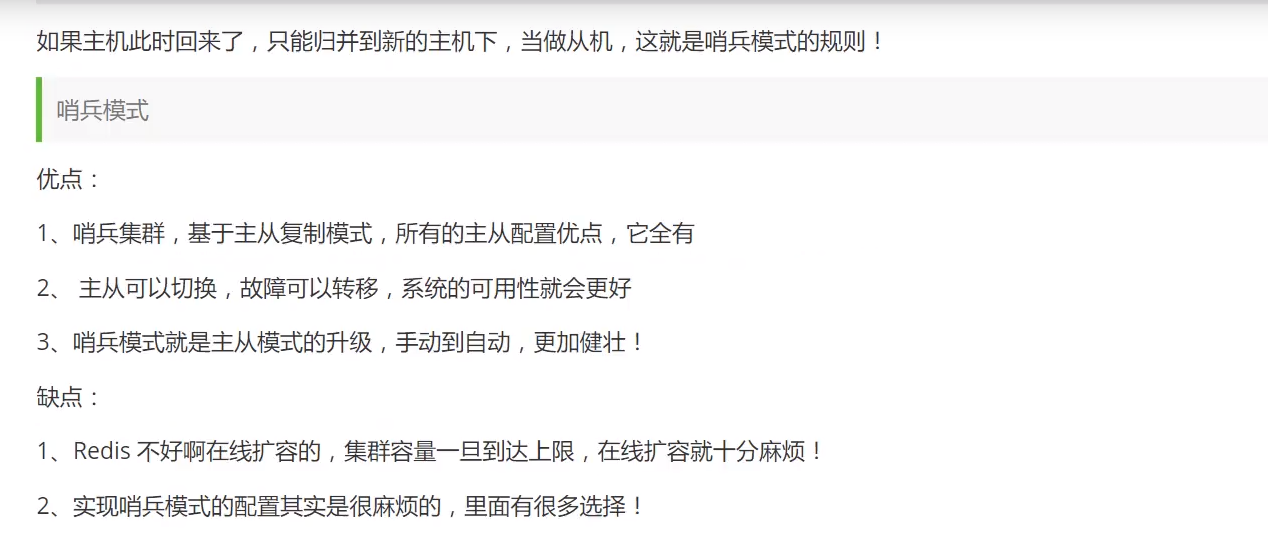 如果主机此时回来了，只能归并到新的主机下，当做从机，这就是哨兵模式的规则！
哨兵模式
优点：
1、哨兵集群，基于主从复制模式，所有的主从配置优点，它全有
2、 主从可以切换，故障可以转移，系统的可用性就会更好
3、哨兵模式就是主从模式的升级，手动到自动，更加健壮！
缺点：
1、Redis 不好啊在线扩容的，集群容量一旦到达上限，在线扩容就十分麻烦！
2、实现哨兵模式的配置其实是很麻烦的，里面有很多选择！